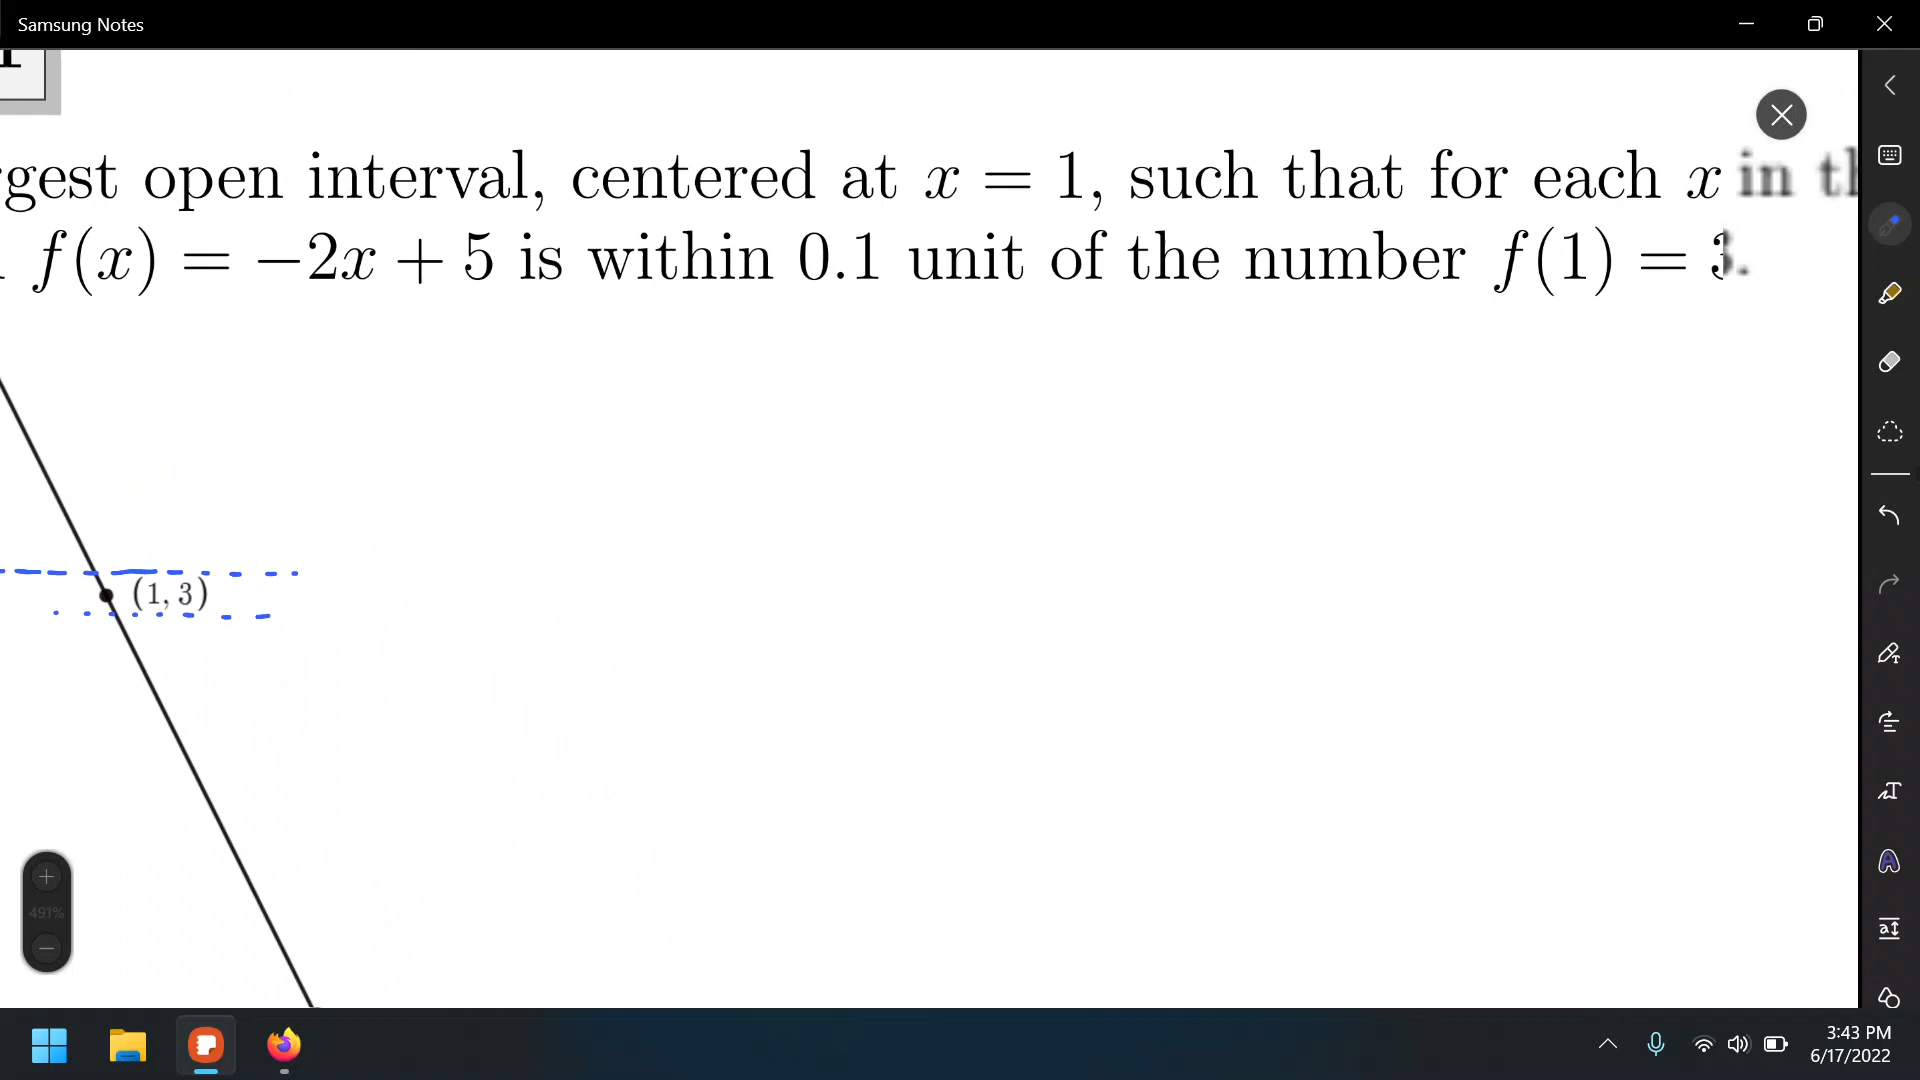 Samsung Notes
gest open interval, centered at x = 1, such that for each x in th
f(x) = −2x + 5 is within 0.1 unit of the number f(1) = 3.
(1, 3)
491%
3:43 PM
6/17/2022